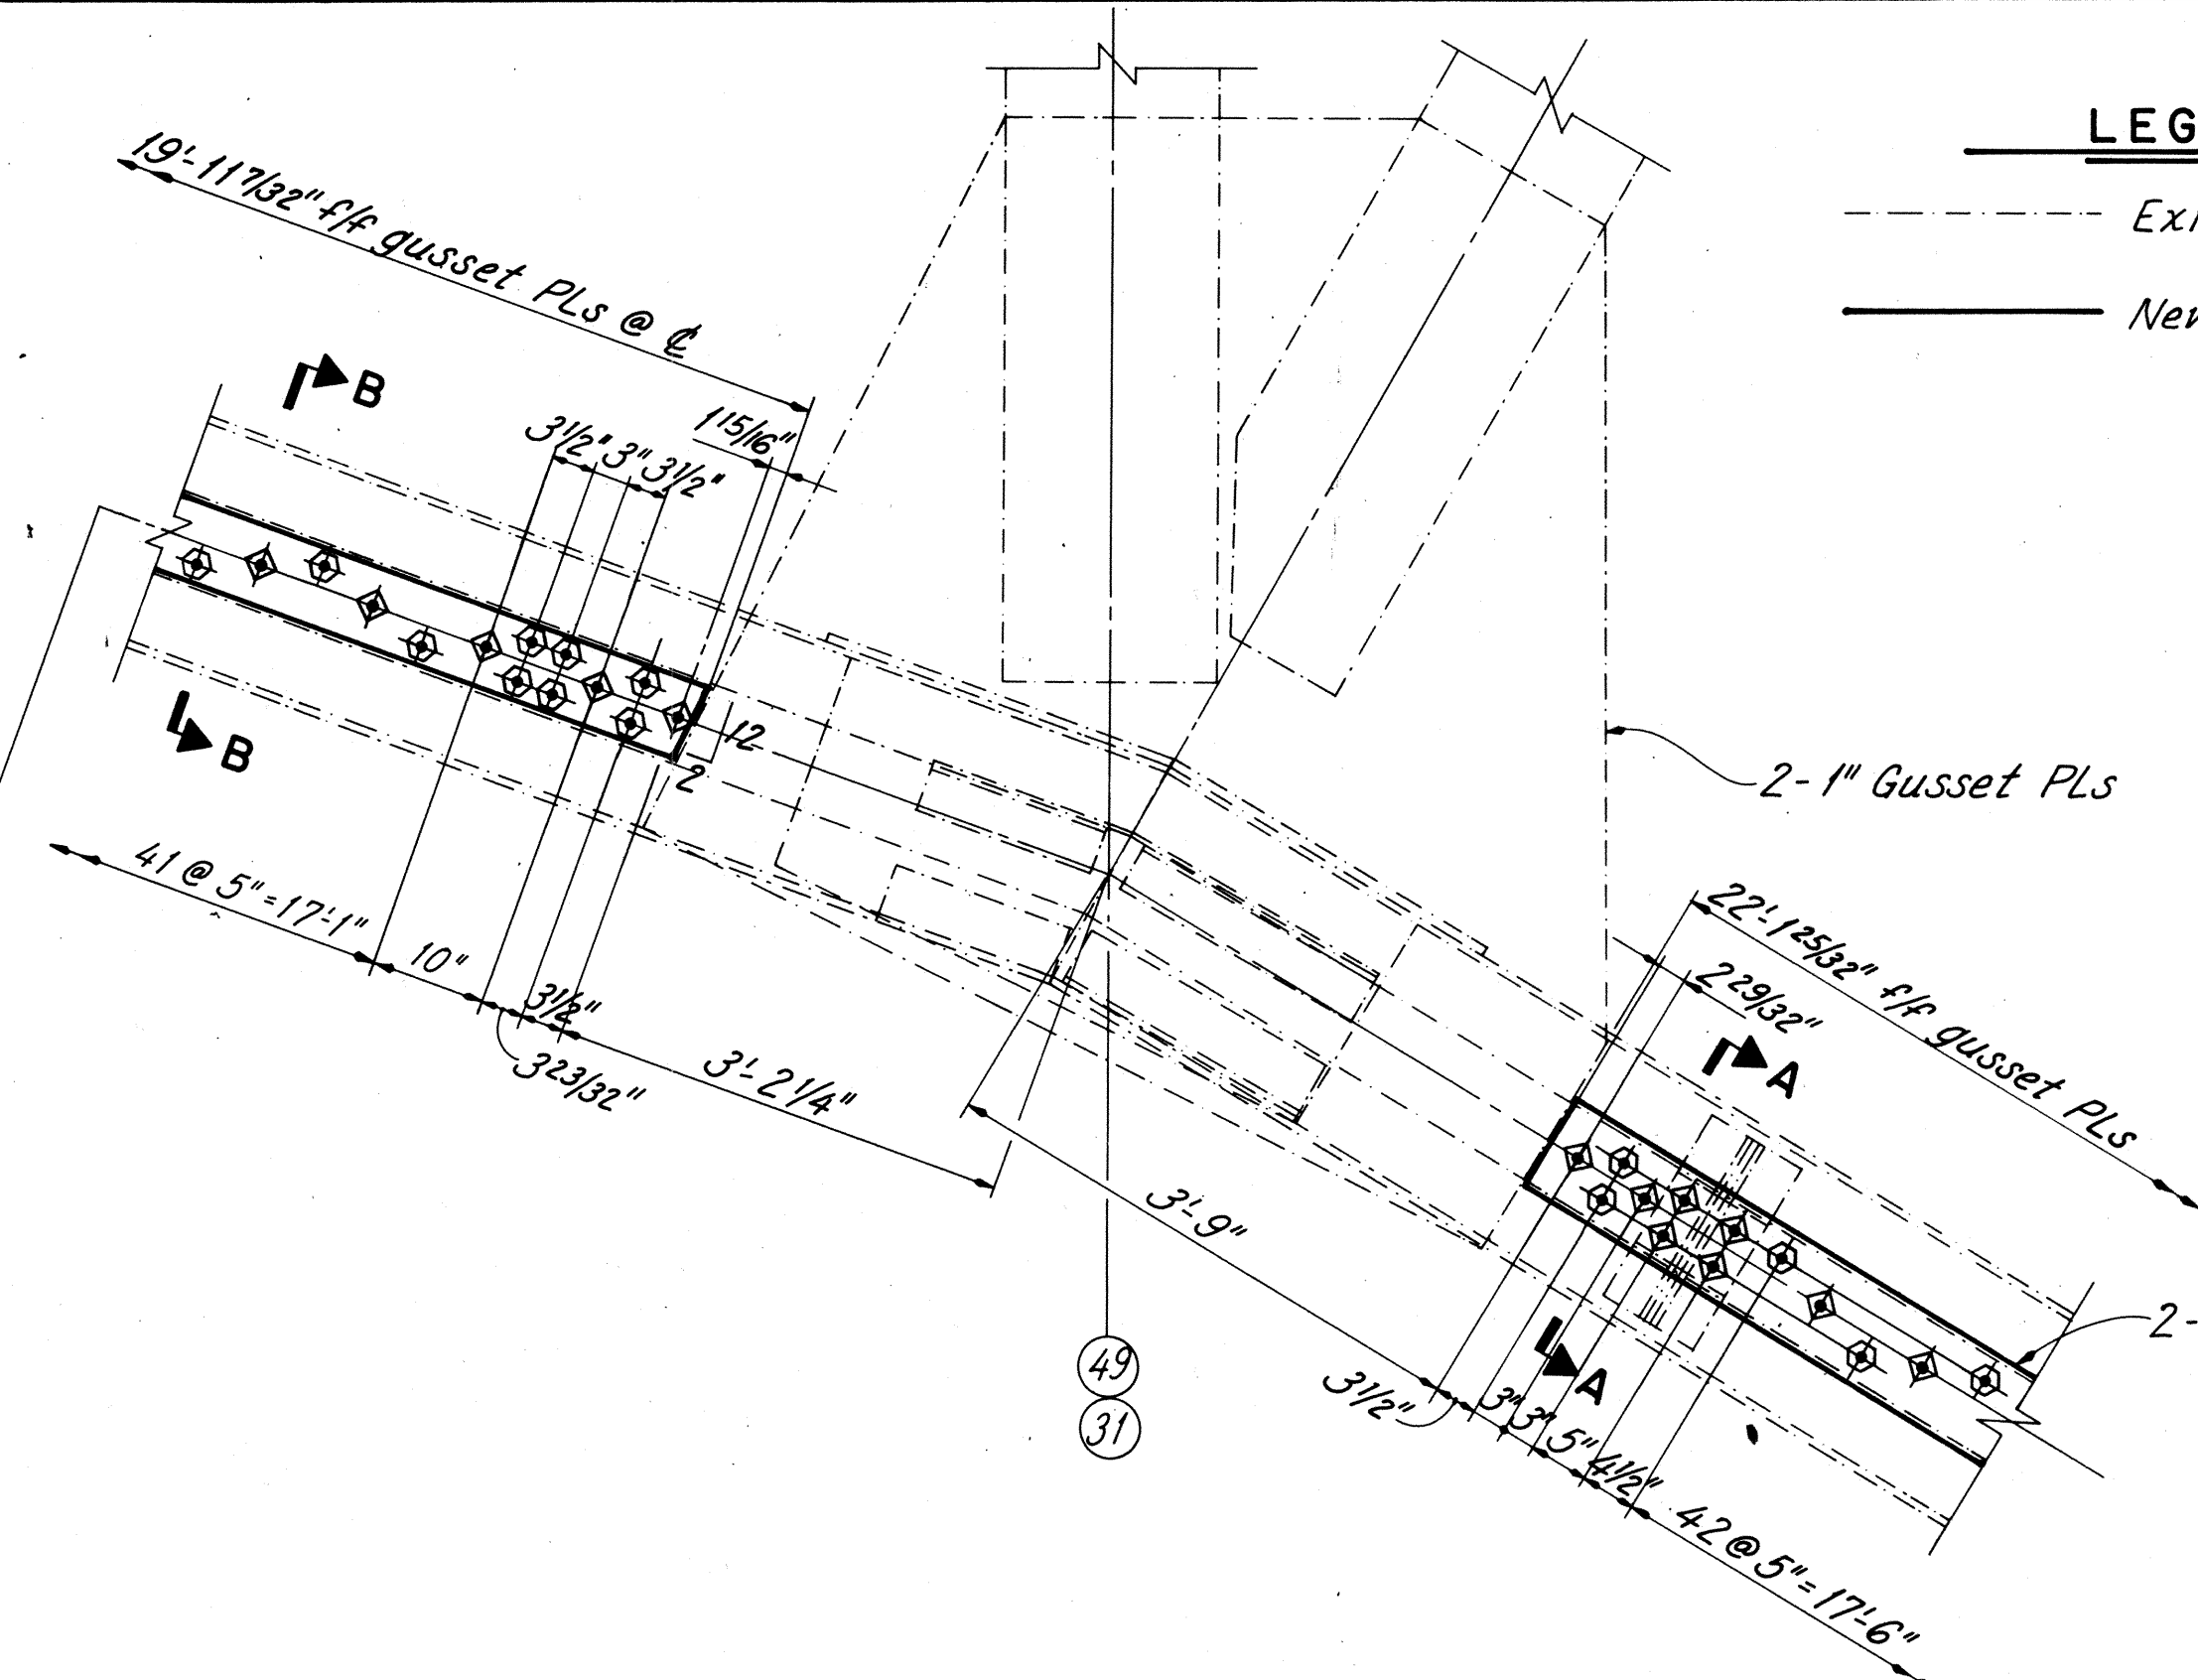 LEG
Exi
New
19'-11 7/32" f/f gusset PLs @ ℄
B
3 1/2" 3" 3 1/2"
1 15/16"
B
12
2
2-1" Gusset PLs
41 @ 5"=17'-1"
10"
3 1/2"
3 23/32"
3'-2 1/4"
22'-1 25/32" f/f gusset PLs
2 29/32"
A
3'-9"
2-
49
31
A
3 1/2"
3" 3" 5" 4 1/2"
42 @ 5"=17'-6"